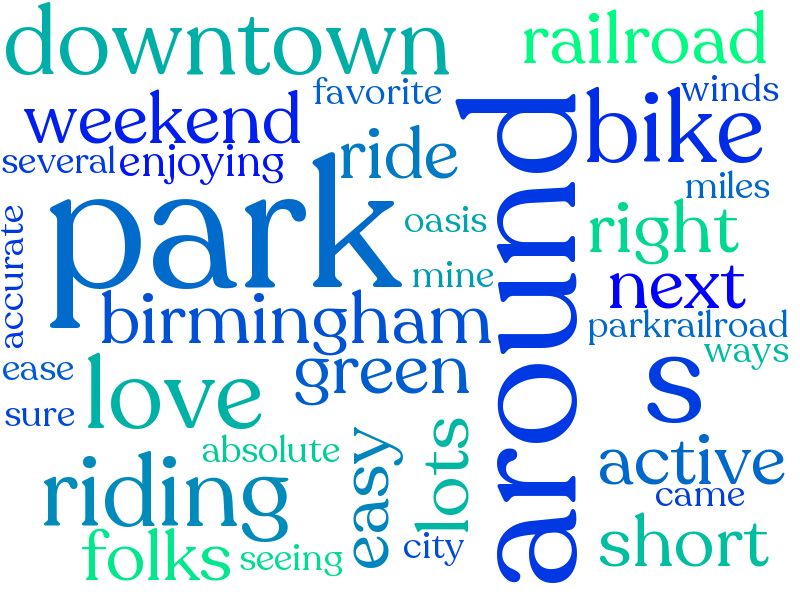 downtown
railroad
favorite
winds
weekend
bike
several
enjoying
ride
miles
park
oasis
right
accurate
mine
next
birmingham
around
parkrailroad
ways
ease
green
love
s
sure
absolute
easy
lots
active
riding
came
city
short
folks
seeing